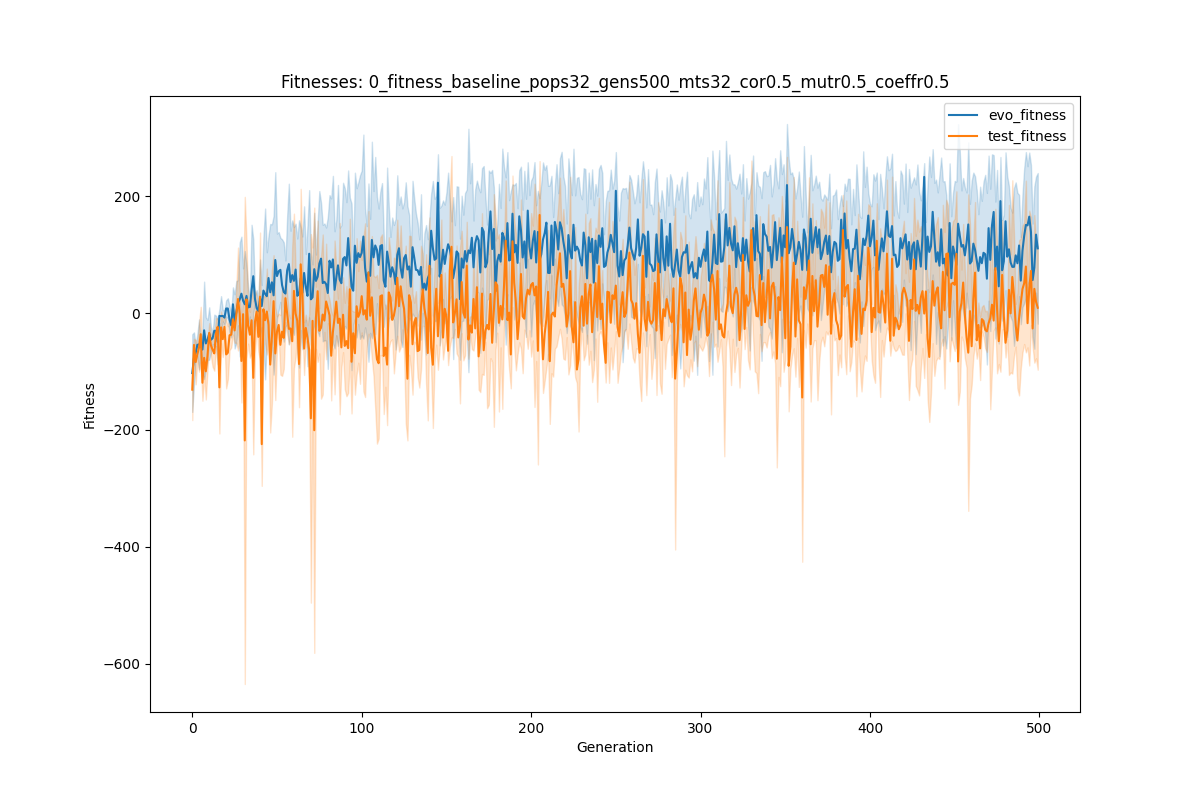 Fitnesses: 0_fitness_baseline_pops32_gens500_mts32_cor0.5_mutr0.5_coeffr0.5
evo_fitness
test_fitness
Fitness
200
0
−200
−400
−600
0 100 200 300 400 500
Generation